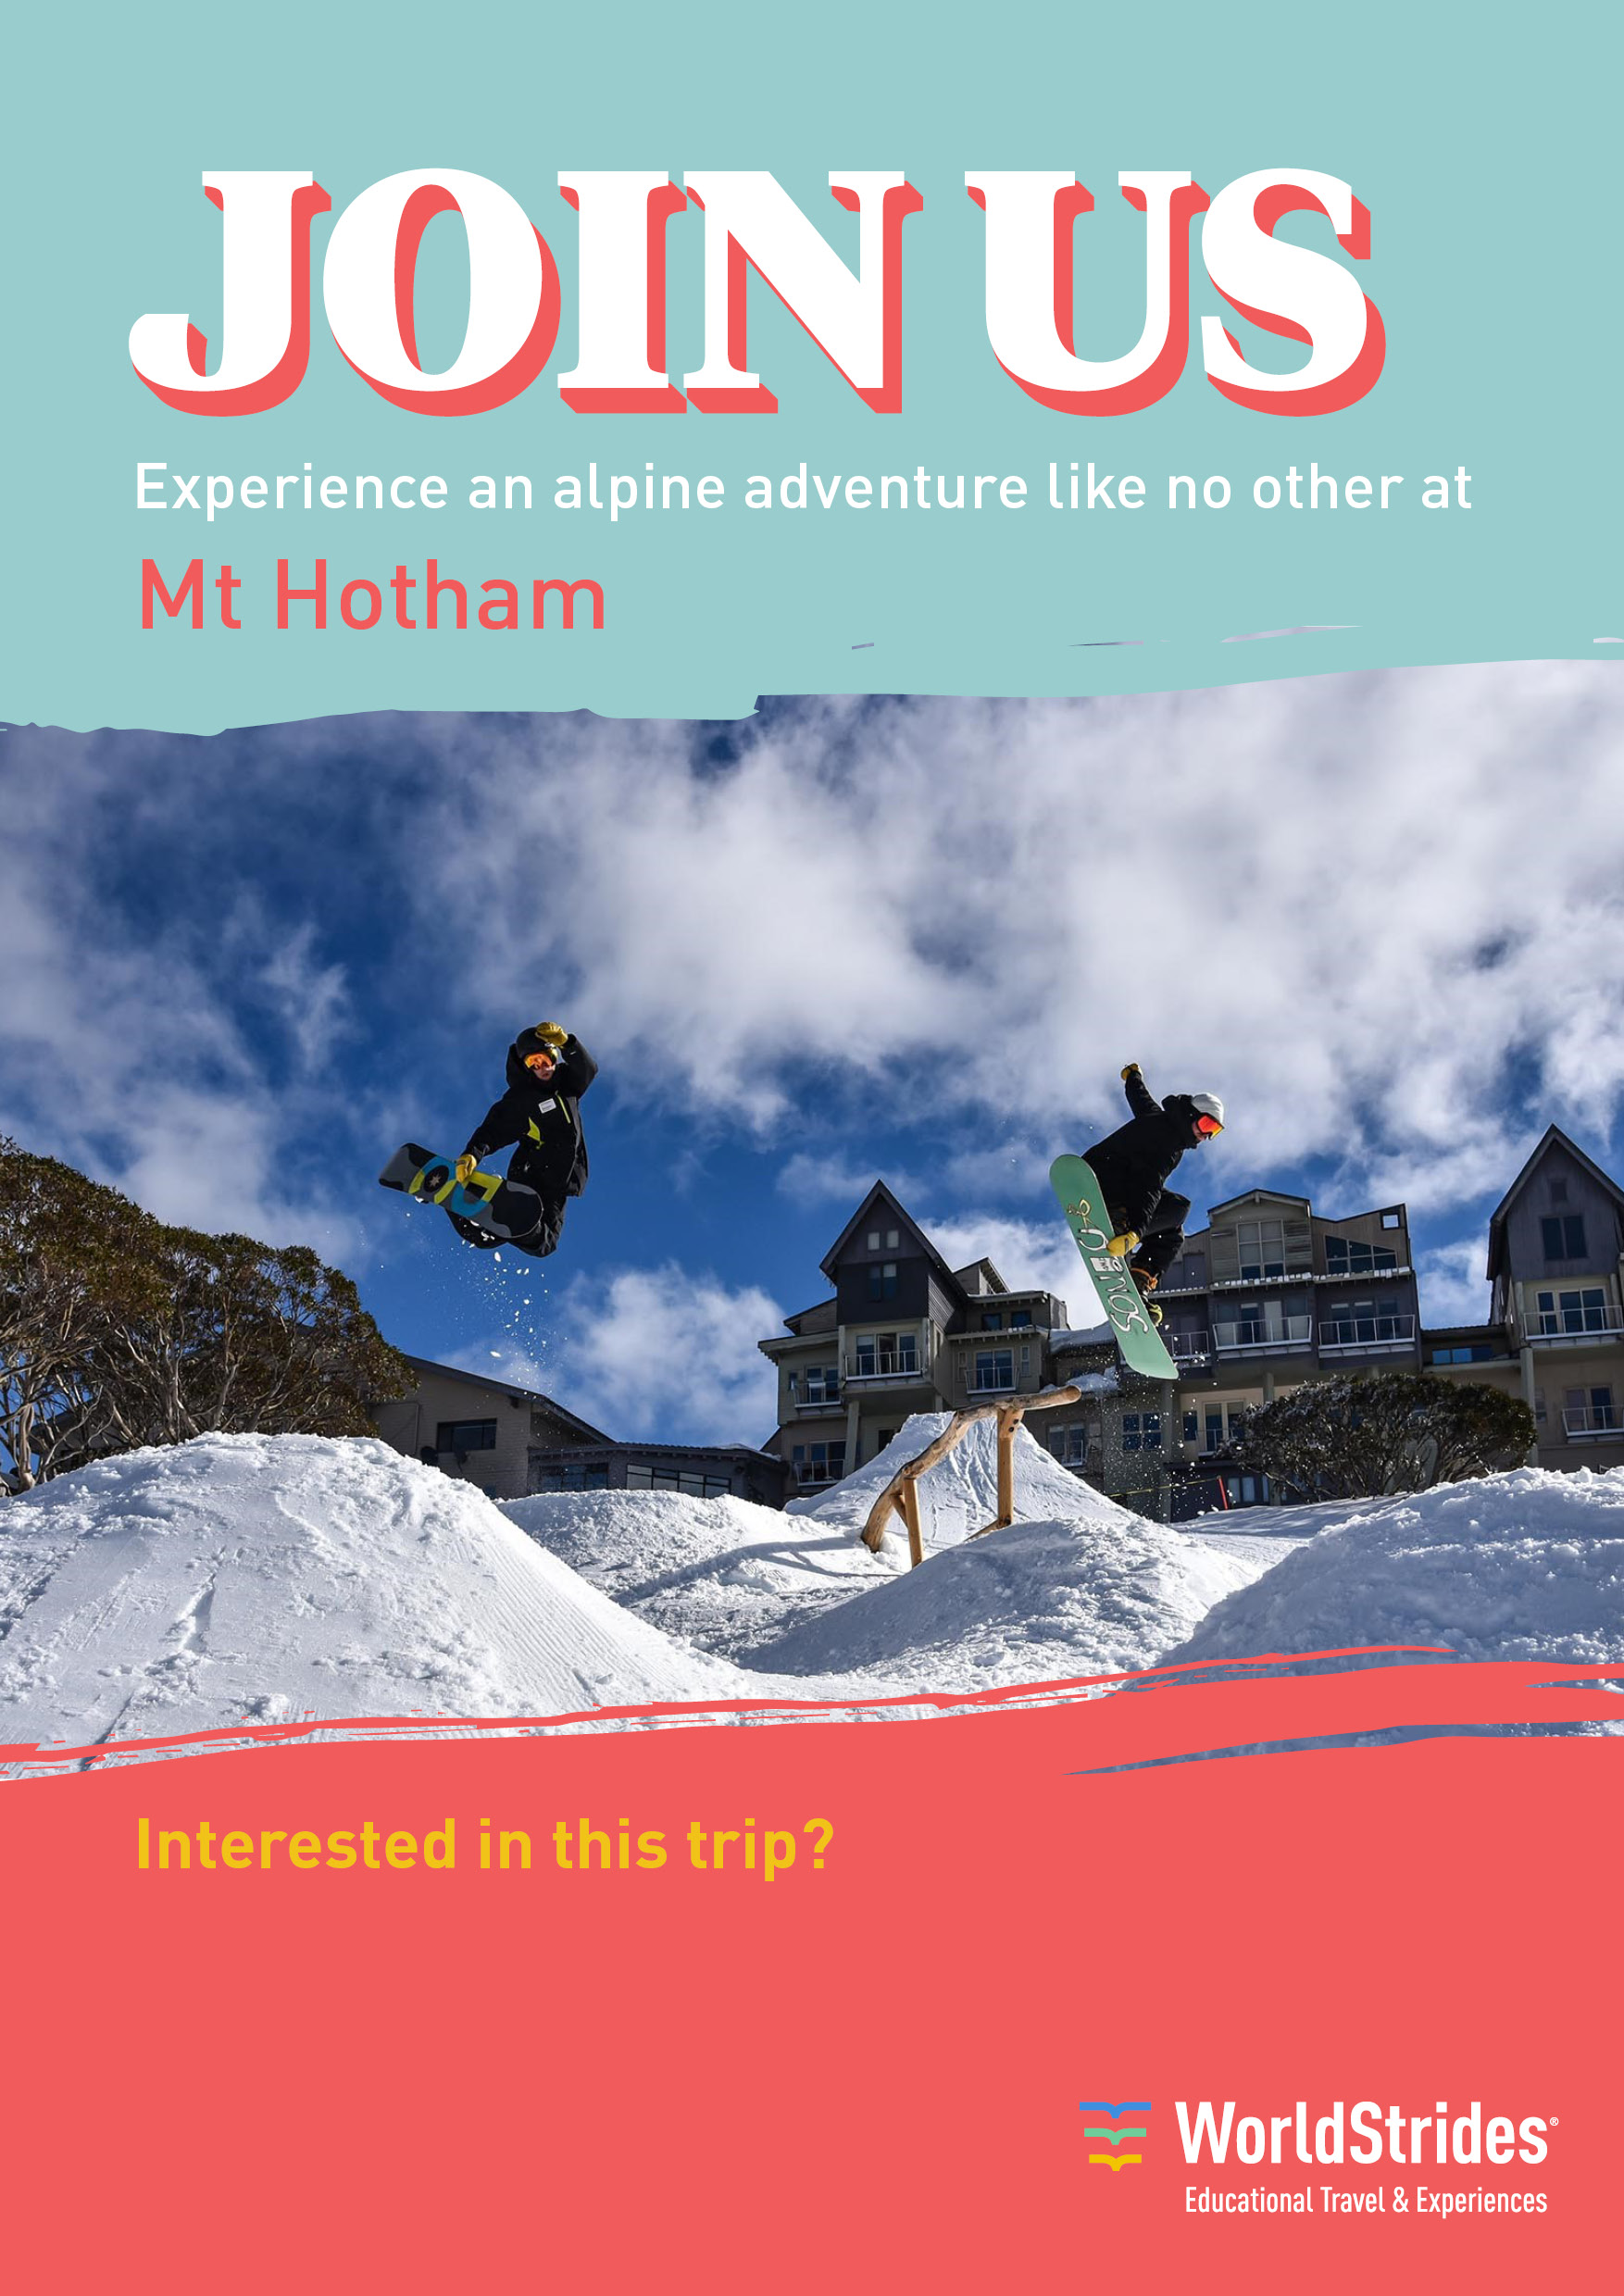 JOIN US
Experience an alpine adventure like no other at
Mt Hotham
Interested in this trip?
WorldStrides®
Educational Travel & Experiences